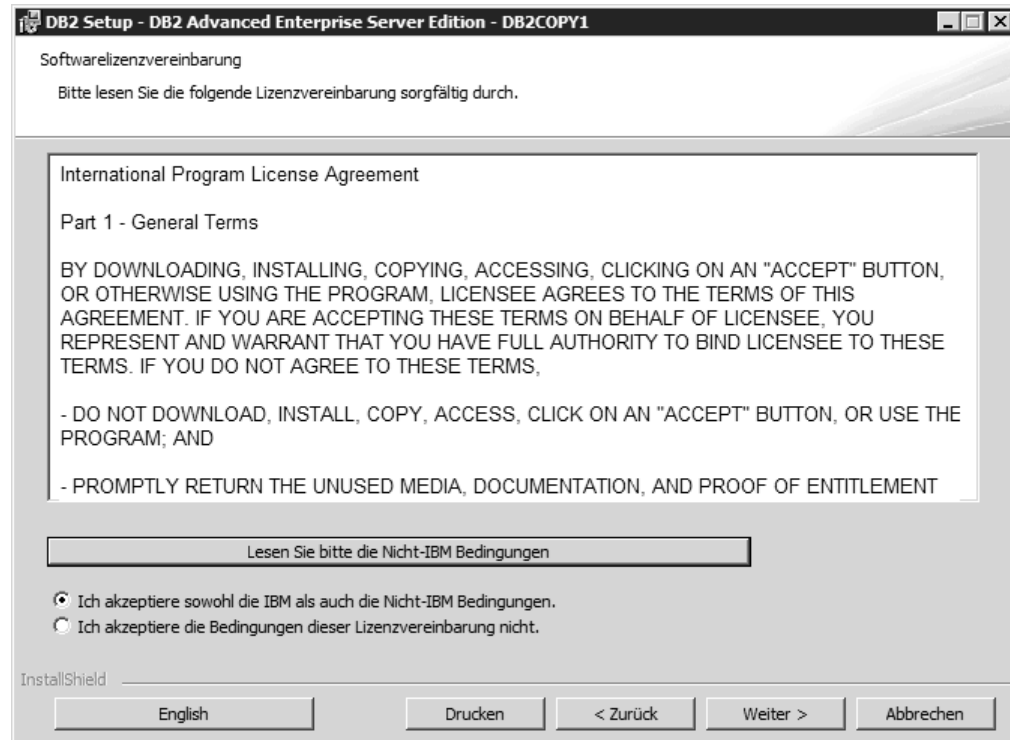 DB2 Setup - DB2 Advanced Enterprise Server Edition - DB2COPY1
Softwarelizenzvereinbarung
Bitte lesen Sie die folgende Lizenzvereinbarung sorgfältig durch.
International Program License Agreement
Part 1 - General Terms
BY DOWNLOADING, INSTALLING, COPYING, ACCESSING, CLICKING ON AN "ACCEPT" BUTTON,
OR OTHERWISE USING THE PROGRAM, LICENSEE AGREES TO THE TERMS OF THIS
AGREEMENT. IF YOU ARE ACCEPTING THESE TERMS ON BEHALF OF LICENSEE, YOU
REPRESENT AND WARRANT THAT YOU HAVE FULL AUTHORITY TO BIND LICENSEE TO THESE
TERMS. IF YOU DO NOT AGREE TO THESE TERMS,
- DO NOT DOWNLOAD, INSTALL, COPY, ACCESS, CLICK ON AN "ACCEPT" BUTTON, OR USE THE
PROGRAM; AND
- PROMPTLY RETURN THE UNUSED MEDIA, DOCUMENTATION, AND PROOF OF ENTITLEMENT
Lesen Sie bitte die Nicht-IBM Bedingungen
Ich akzeptiere sowohl die IBM als auch die Nicht-IBM Bedingungen.
Ich akzeptiere die Bedingungen dieser Lizenzvereinbarung nicht.
InstallShield
English Drucken < Zurück Weiter > Abbrechen